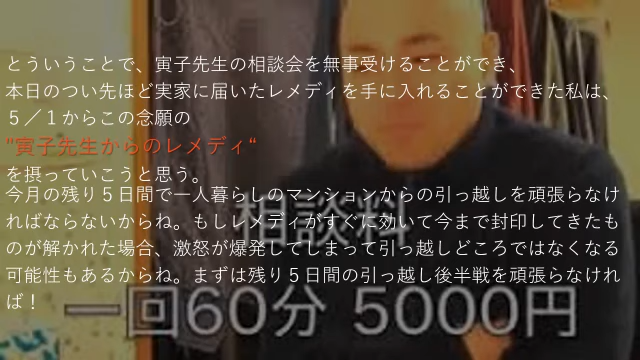 とういうことで、寅子先生の相談会を無事受けることができ、
本日のつい先ほど実家に届いたレメディを手に入れることができた私は、
５／１からこの念願の
"寅子先生からのレメディ“
を摂っていこうと思う。
今月の残り５日間で一人暮らしのマンションからの引っ越しを頑張らなけ
ればならないからね。もしレメディがすぐに効いて今まで封印してきたも
のが解かれた場合、激怒が爆発してしまって引っ越しどころではなくなる
可能性もあるからね。まずは残り５日間の引っ越し後半戦を頑張らなけれ
ば！
相談料
一回60分 5000円